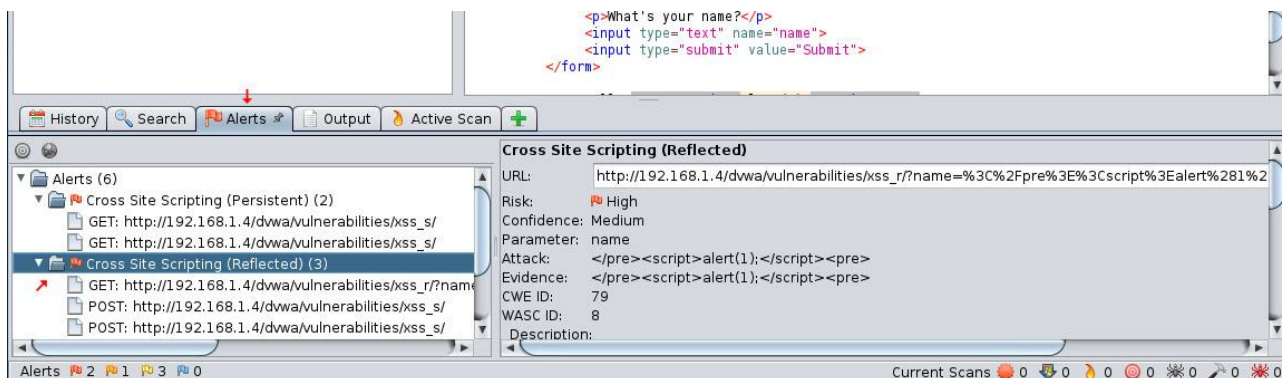 <p>What's your name?</p>
<input type="text" name="name">
<input type="submit" value="Submit">
</form>
History Search Alerts Output Active Scan
Alerts (6)
Cross Site Scripting (Persistent) (2)
GET: http://192.168.1.4/dvwa/vulnerabilities/xss_s/
GET: http://192.168.1.4/dvwa/vulnerabilities/xss_s/
Cross Site Scripting (Reflected) (3)
GET: http://192.168.1.4/dvwa/vulnerabilities/xss_r/?name
POST: http://192.168.1.4/dvwa/vulnerabilities/xss_s/
POST: http://192.168.1.4/dvwa/vulnerabilities/xss_s/
Cross Site Scripting (Reflected)
URL: http://192.168.1.4/dvwa/vulnerabilities/xss_r/?name=%3C%2Fpre%3E%3Cscript%3Ealert%281%2
Risk: High
Confidence: Medium
Parameter: name
Attack: </pre><script>alert(1);</script><pre>
Evidence: </pre><script>alert(1);</script><pre>
CWE ID: 79
WASC ID: 8
Description:
Alerts 2 1 3 0
Current Scans 0 0 0 0 0 0 0